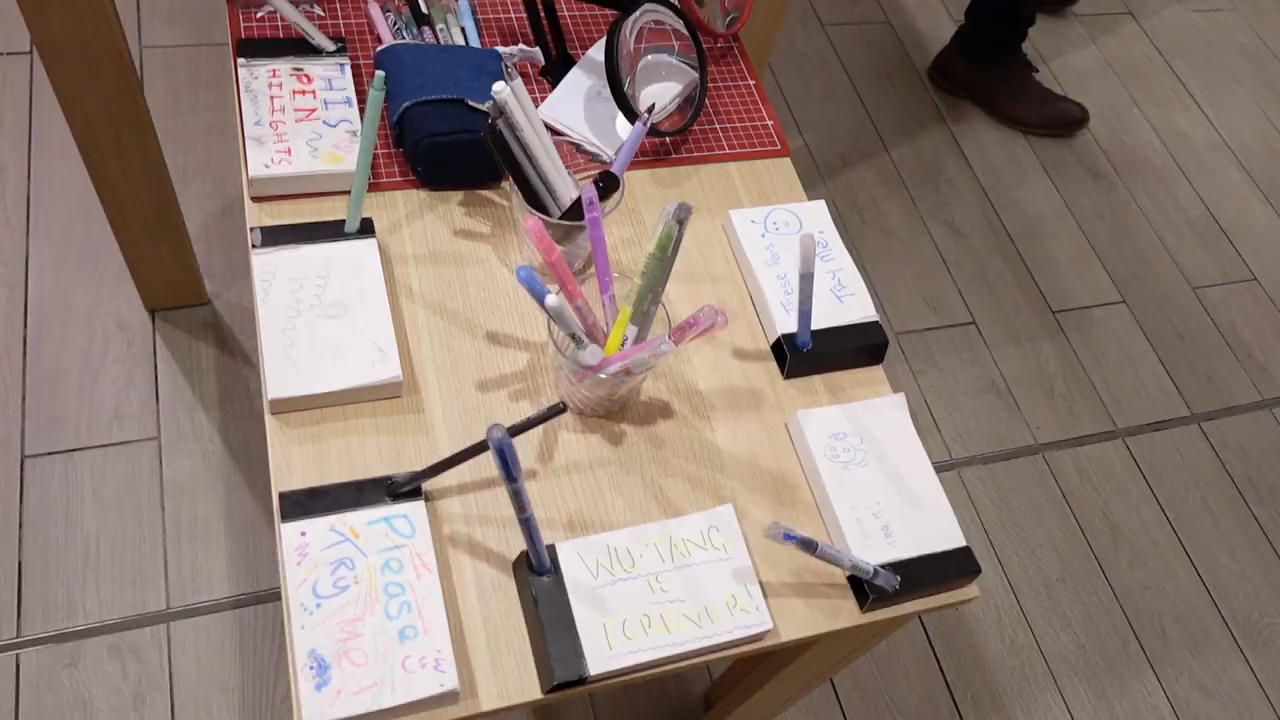 THIS
PEN
HILIGHTS
These Pens
Try Me!
Please
TRY
me!
WU-TANG
IS
FOREVER!